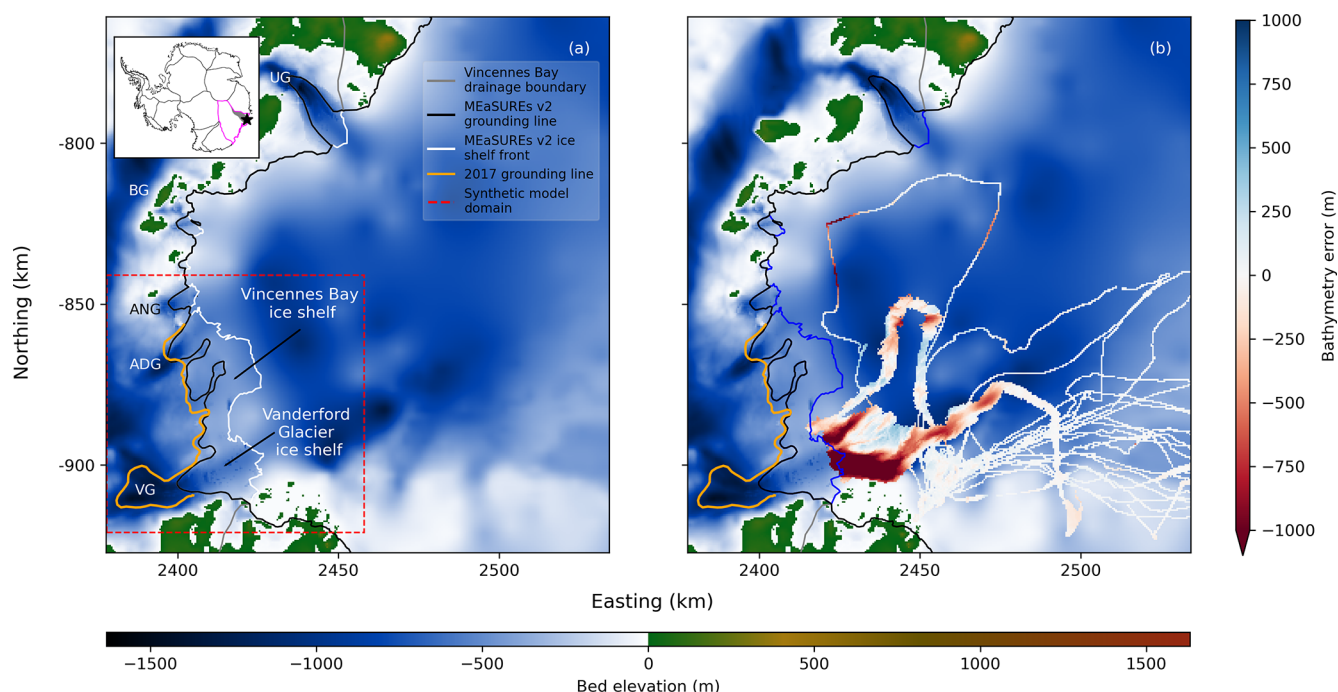 (a)
UG
Vincennes Bay
drainage boundary
MEaSUREs v2
grounding line
MEaSUREs v2 ice
shelf front
2017 grounding line
Synthetic model
domain
BG
ANG
ADG
VG
Vincennes Bay
ice shelf
Vanderford
Glacier
ice shelf
−800
−850
−900
Northing (km)
2400
2450
2500
(b)
2400
2450
2500
Easting (km)
1000
750
500
250
0
−250
−500
−750
−1000
Bathymetry error (m)
−1500
−1000
−500
0
500
1000
1500
Bed elevation (m)